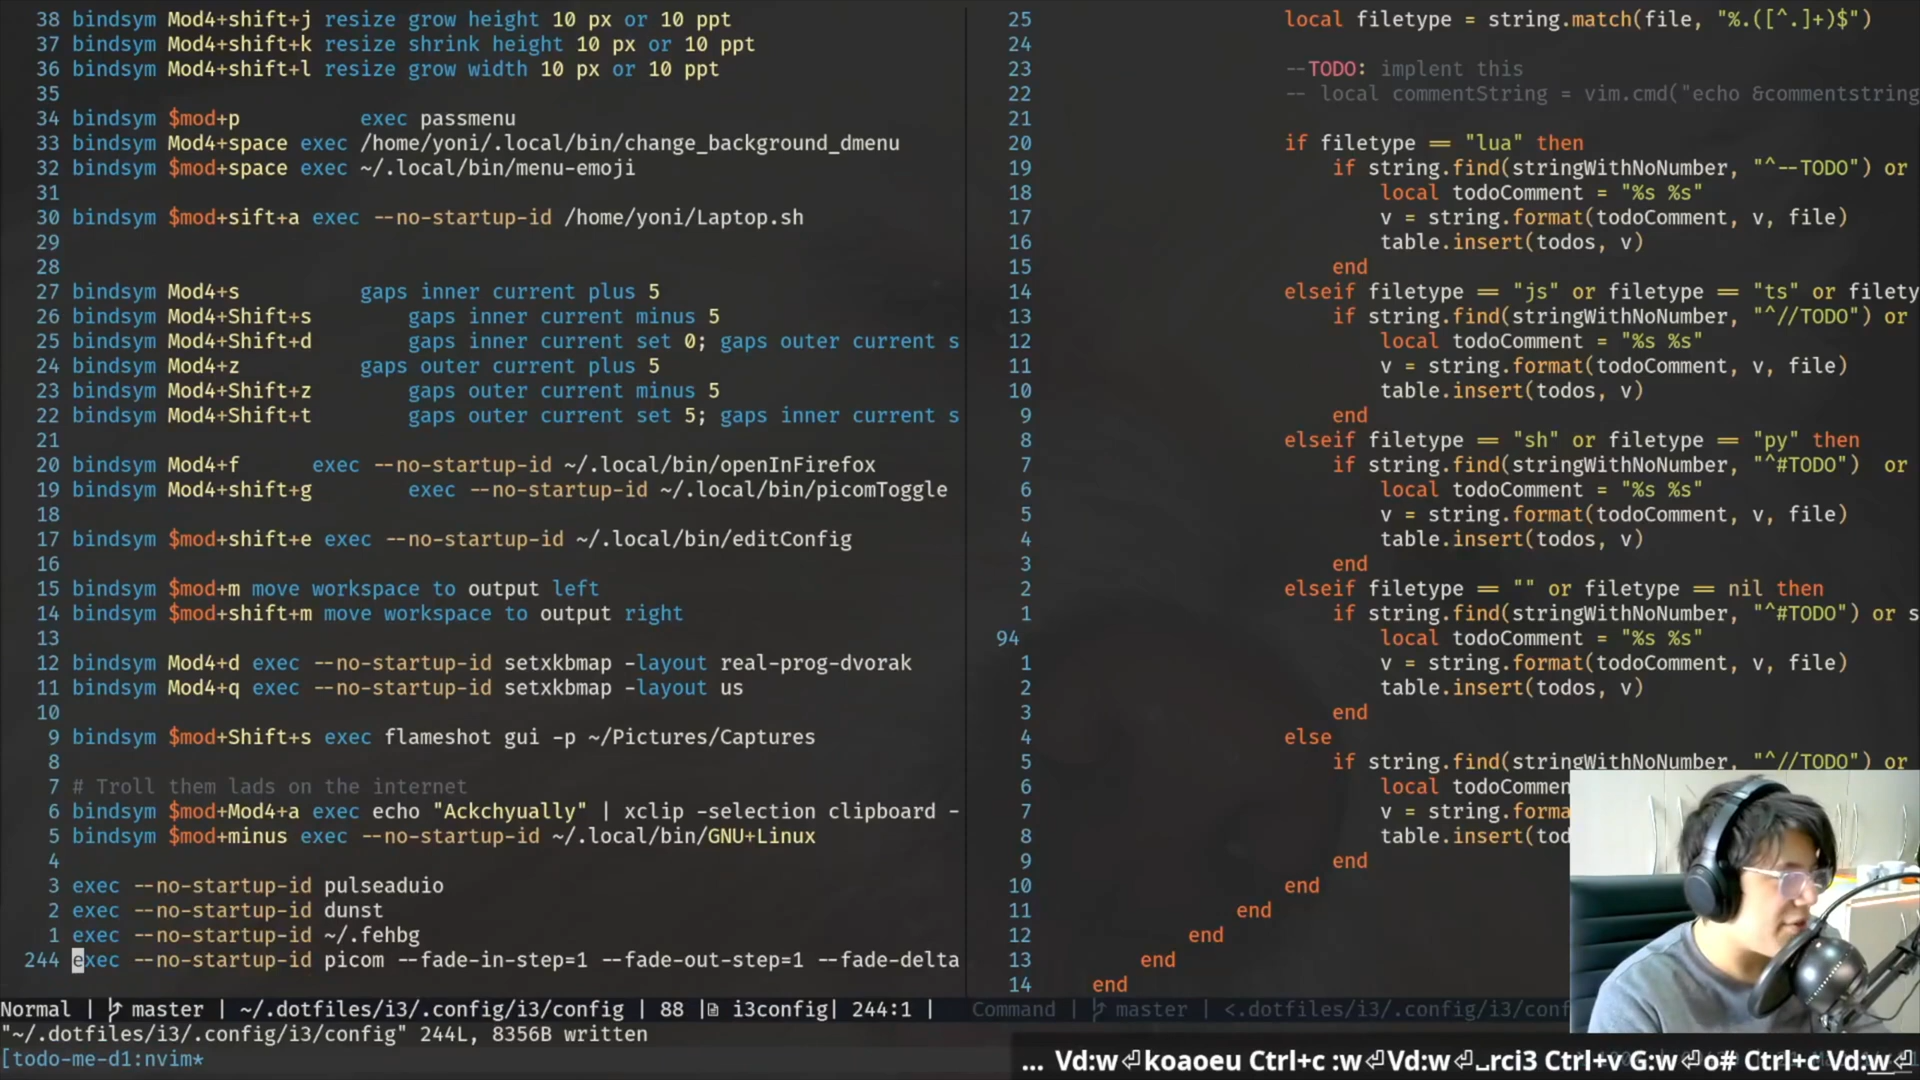 38 bindsym Mod4+shift+j resize grow height 10 px or 10 ppt
37 bindsym Mod4+shift+k resize shrink height 10 px or 10 ppt
36 bindsym Mod4+shift+l resize grow width 10 px or 10 ppt
35
34 bindsym $mod+p          exec passmenu
33 bindsym Mod4+space exec /home/yoni/.local/bin/change_background_dmenu
32 bindsym $mod+space exec ~/.local/bin/menu-emoji
31
30 bindsym $mod+sift+a exec --no-startup-id /home/yoni/Laptop.sh
29
28
27 bindsym Mod4+s          gaps inner current plus 5
26 bindsym Mod4+Shift+s        gaps inner current minus 5
25 bindsym Mod4+Shift+d        gaps inner current set 0; gaps outer current s
24 bindsym Mod4+z          gaps outer current plus 5
23 bindsym Mod4+Shift+z        gaps outer current minus 5
22 bindsym Mod4+Shift+t        gaps outer current set 5; gaps inner current s
21
20 bindsym Mod4+f      exec --no-startup-id ~/.local/bin/openInFirefox
19 bindsym Mod4+shift+g        exec --no-startup-id ~/.local/bin/picomToggle
18
17 bindsym $mod+shift+e exec --no-startup-id ~/.local/bin/editConfig
16
15 bindsym $mod+m move workspace to output left
14 bindsym $mod+shift+m move workspace to output right
13
12 bindsym Mod4+d exec --no-startup-id setxkbmap -layout real-prog-dvorak
11 bindsym Mod4+q exec --no-startup-id setxkbmap -layout us
10
9 bindsym $mod+Shift+s exec flameshot gui -p ~/Pictures/Captures
8
7 # Troll them lads on the internet
6 bindsym $mod+Mod4+a exec echo "Ackchyually" | xclip -selection clipboard -
5 bindsym $mod+minus exec --no-startup-id ~/.local/bin/GNU+Linux
4
3 exec --no-startup-id pulseaduio
2 exec --no-startup-id dunst
1 exec --no-startup-id ~/.fehbg
244 exec --no-startup-id picom --fade-in-step=1 --fade-out-step=1 --fade-delta
25 local filetype = string.match(file, "%.([^.]+)$")
24
23 --TODO: implent this
22 -- local commentString = vim.cmd("echo &commentstring
21
20 if filetype == "lua" then
19 if string.find(stringWithNoNumber, "^--TODO") or
18 local todoComment = "%s %s"
17 v = string.format(todoComment, v, file)
16 table.insert(todos, v)
15 end
14 elseif filetype == "js" or filetype == "ts" or filety
13 if string.find(stringWithNoNumber, "^//TODO") or
12 local todoComment = "%s %s"
11 v = string.format(todoComment, v, file)
10 table.insert(todos, v)
9 end
8 elseif filetype == "sh" or filetype == "py" then
7 if string.find(stringWithNoNumber, "^#TODO")  or
6 local todoComment = "%s %s"
5 v = string.format(todoComment, v, file)
4 table.insert(todos, v)
3 end
2 elseif filetype == "" or filetype == nil then
1 if string.find(stringWithNoNumber, "^#TODO") or s
94 local todoComment = "%s %s"
1 v = string.format(todoComment, v, file)
2 table.insert(todos, v)
3 end
4 else
5 if string.find(stringWithNoNumber, "^//TODO") or
6 local todoCommen
7 v = string.forma
8 table.insert(tod
9 end
10 end
11 end
12 end
13 end
14 end
Normal | master | ~/.dotfiles/i3/.config/i3/config | 88 | i3config| 244:1 |
Command | master | <.dotfiles/i3/.config/i3/conf
"~/.dotfiles/i3/.config/i3/config" 244L, 8356B written
[todo-me-d1:nvim*
... Vd:w⏎koaoeu Ctrl+c :w⏎Vd:w⏎␣rci3 Ctrl+v G:w⏎o# Ctrl+c Vd:w⏎